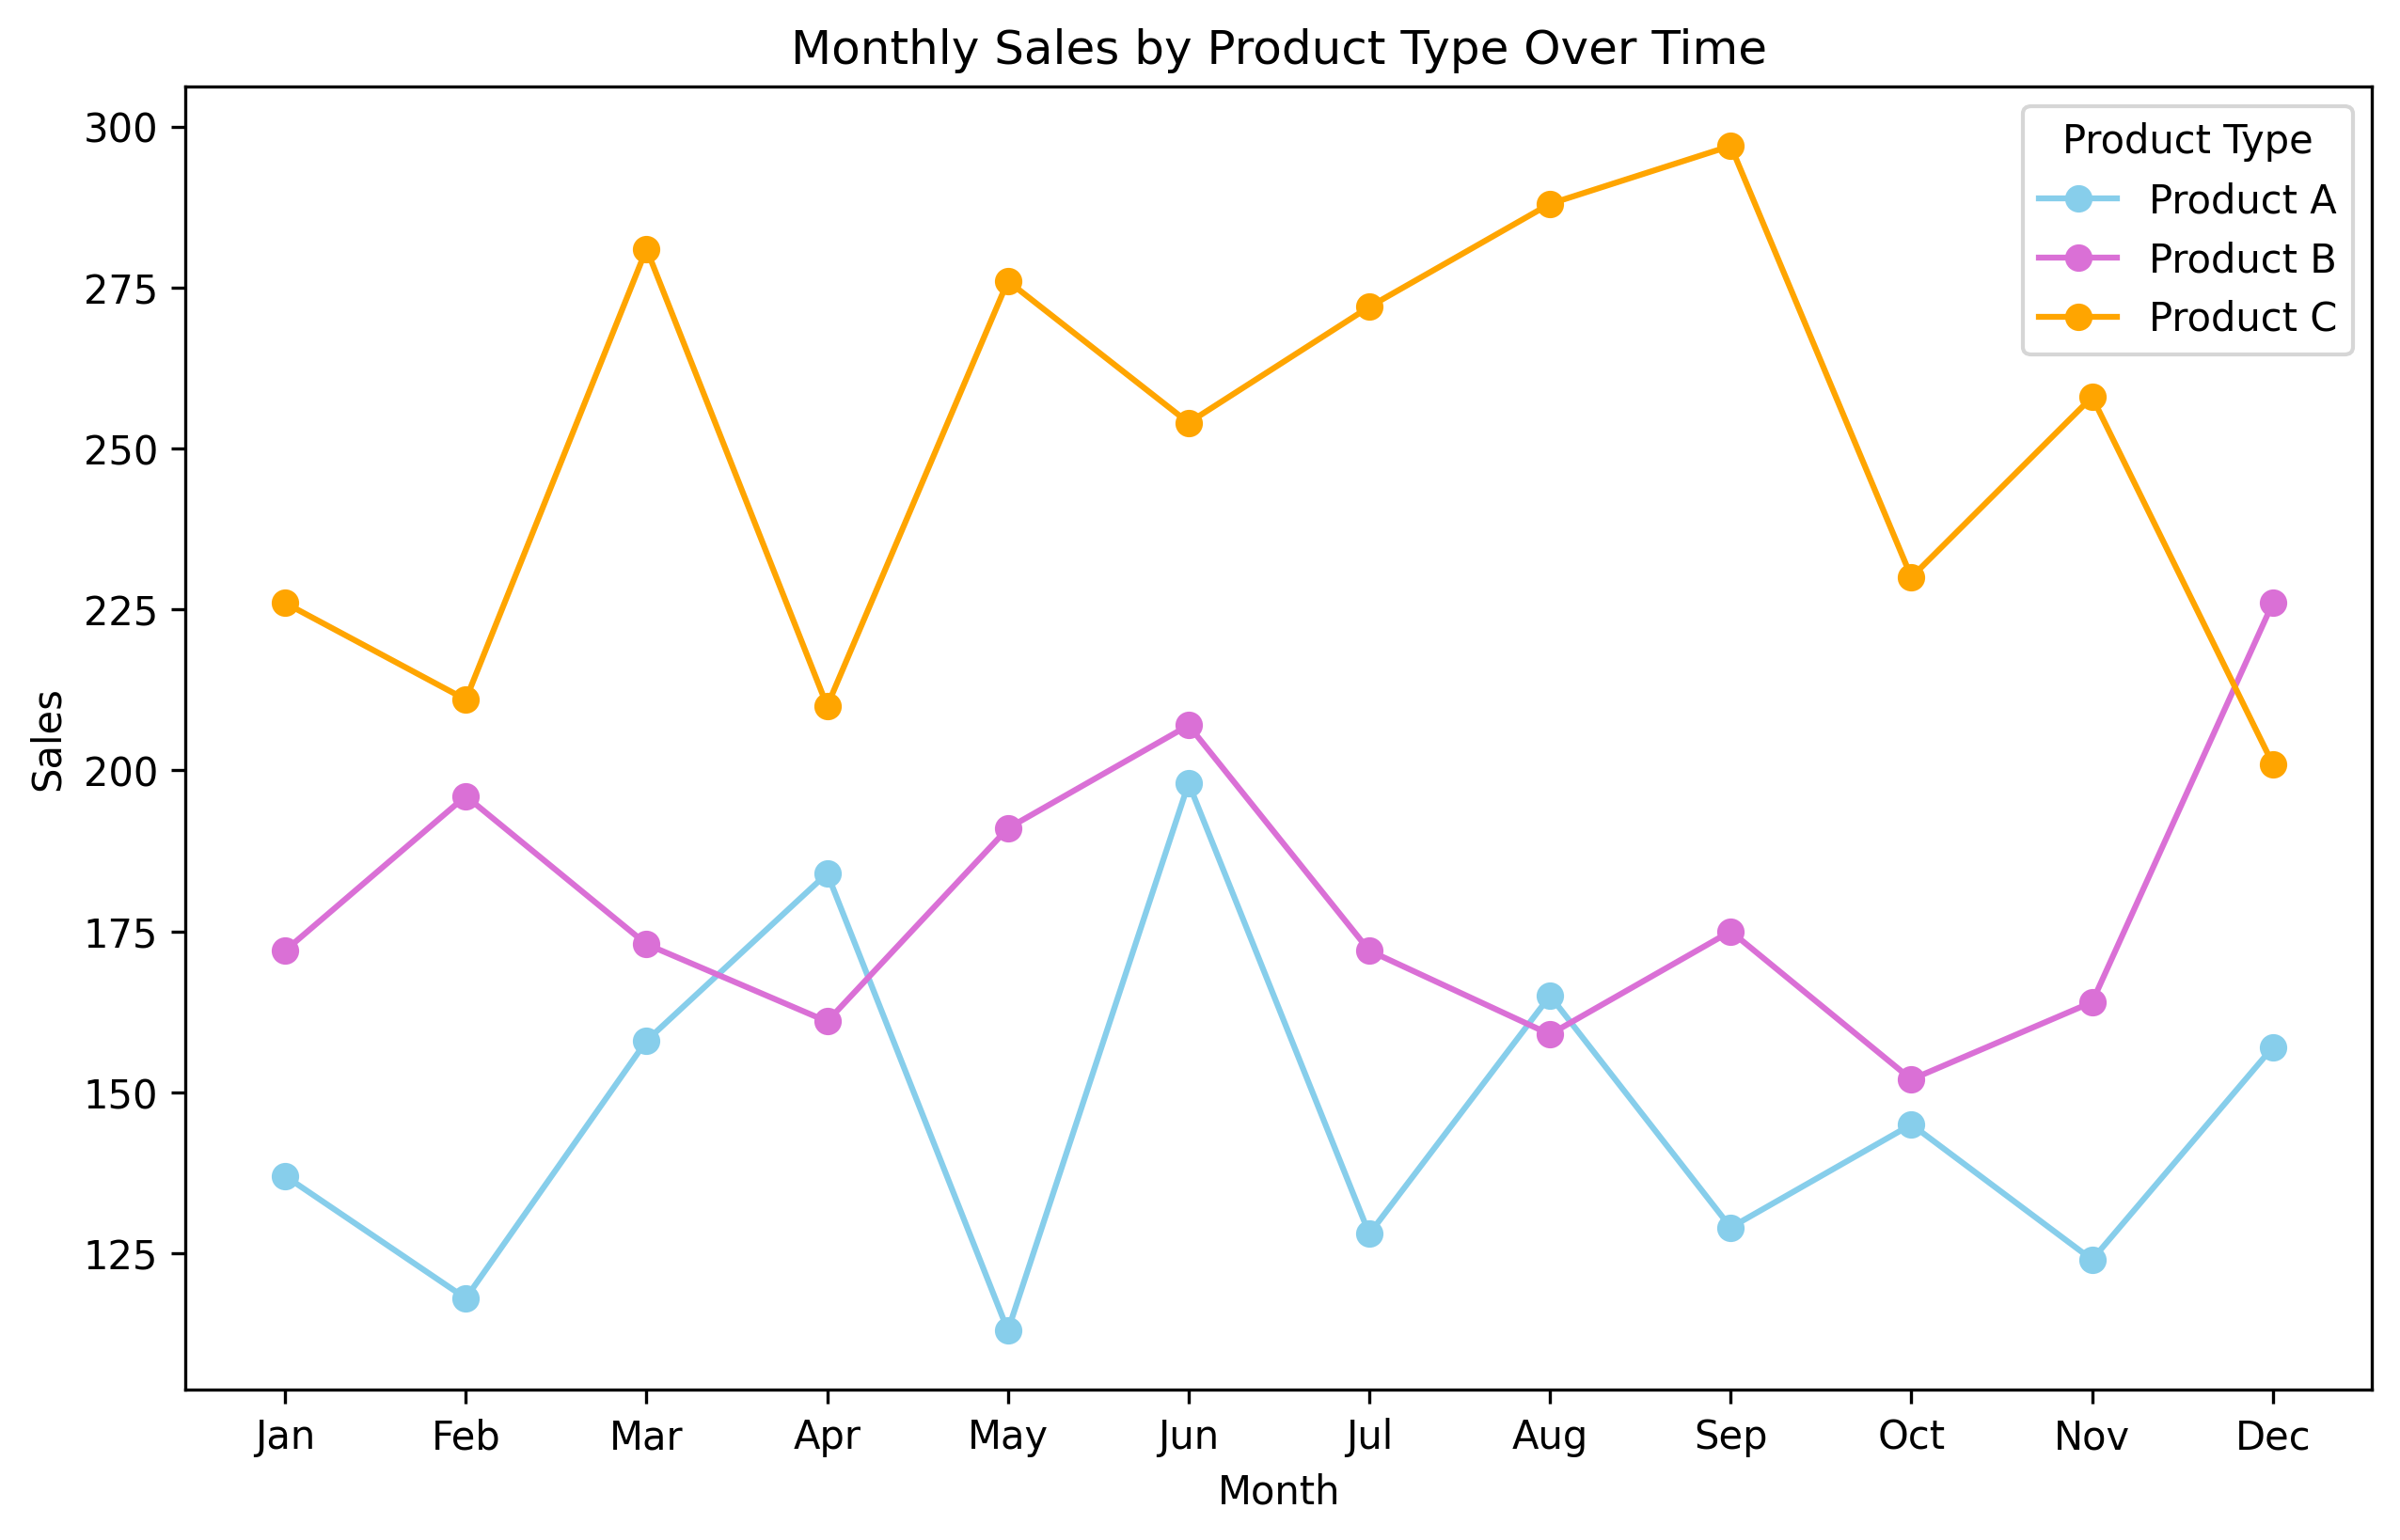 Monthly Sales by Product Type Over Time
Product Type
Product A
Product B
Product C
Sales
300
275
250
225
200
175
150
125
Jan Feb Mar Apr May Jun Jul Aug Sep Oct Nov Dec
Month